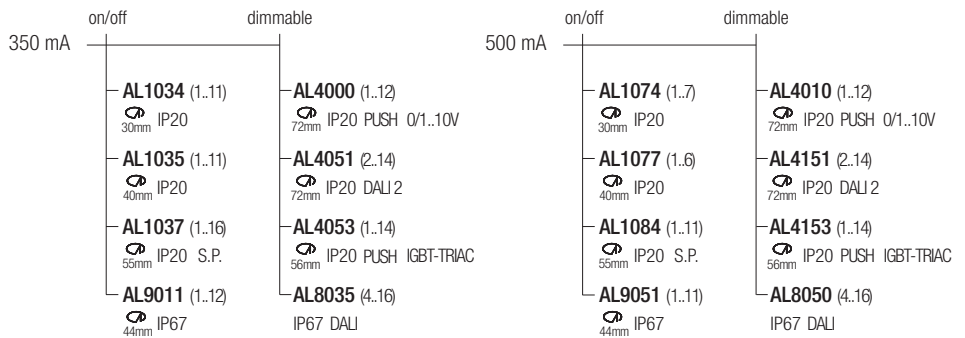 on/off dimmable
350 mA
AL1034 (1..11)
30mm IP20
AL1035 (1..11)
40mm IP20
AL1037 (1..16)
55mm IP20 S.P.
AL9011 (1..12)
44mm IP67
AL4000 (1..12)
72mm IP20 PUSH 0/1..10V
AL4051 (2..14)
72mm IP20 DALI 2
AL4053 (1..14)
56mm IP20 PUSH IGBT-TRIAC
AL8035 (4..16)
IP67 DALI
on/off dimmable
500 mA
AL1074 (1..7)
30mm IP20
AL1077 (1..6)
40mm IP20
AL1084 (1..11)
55mm IP20 S.P.
AL9051 (1..11)
44mm IP67
AL4010 (1..12)
72mm IP20 PUSH 0/1..10V
AL4151 (2..14)
72mm IP20 DALI 2
AL4153 (1..14)
56mm IP20 PUSH IGBT-TRIAC
AL8050 (4..16)
IP67 DALI